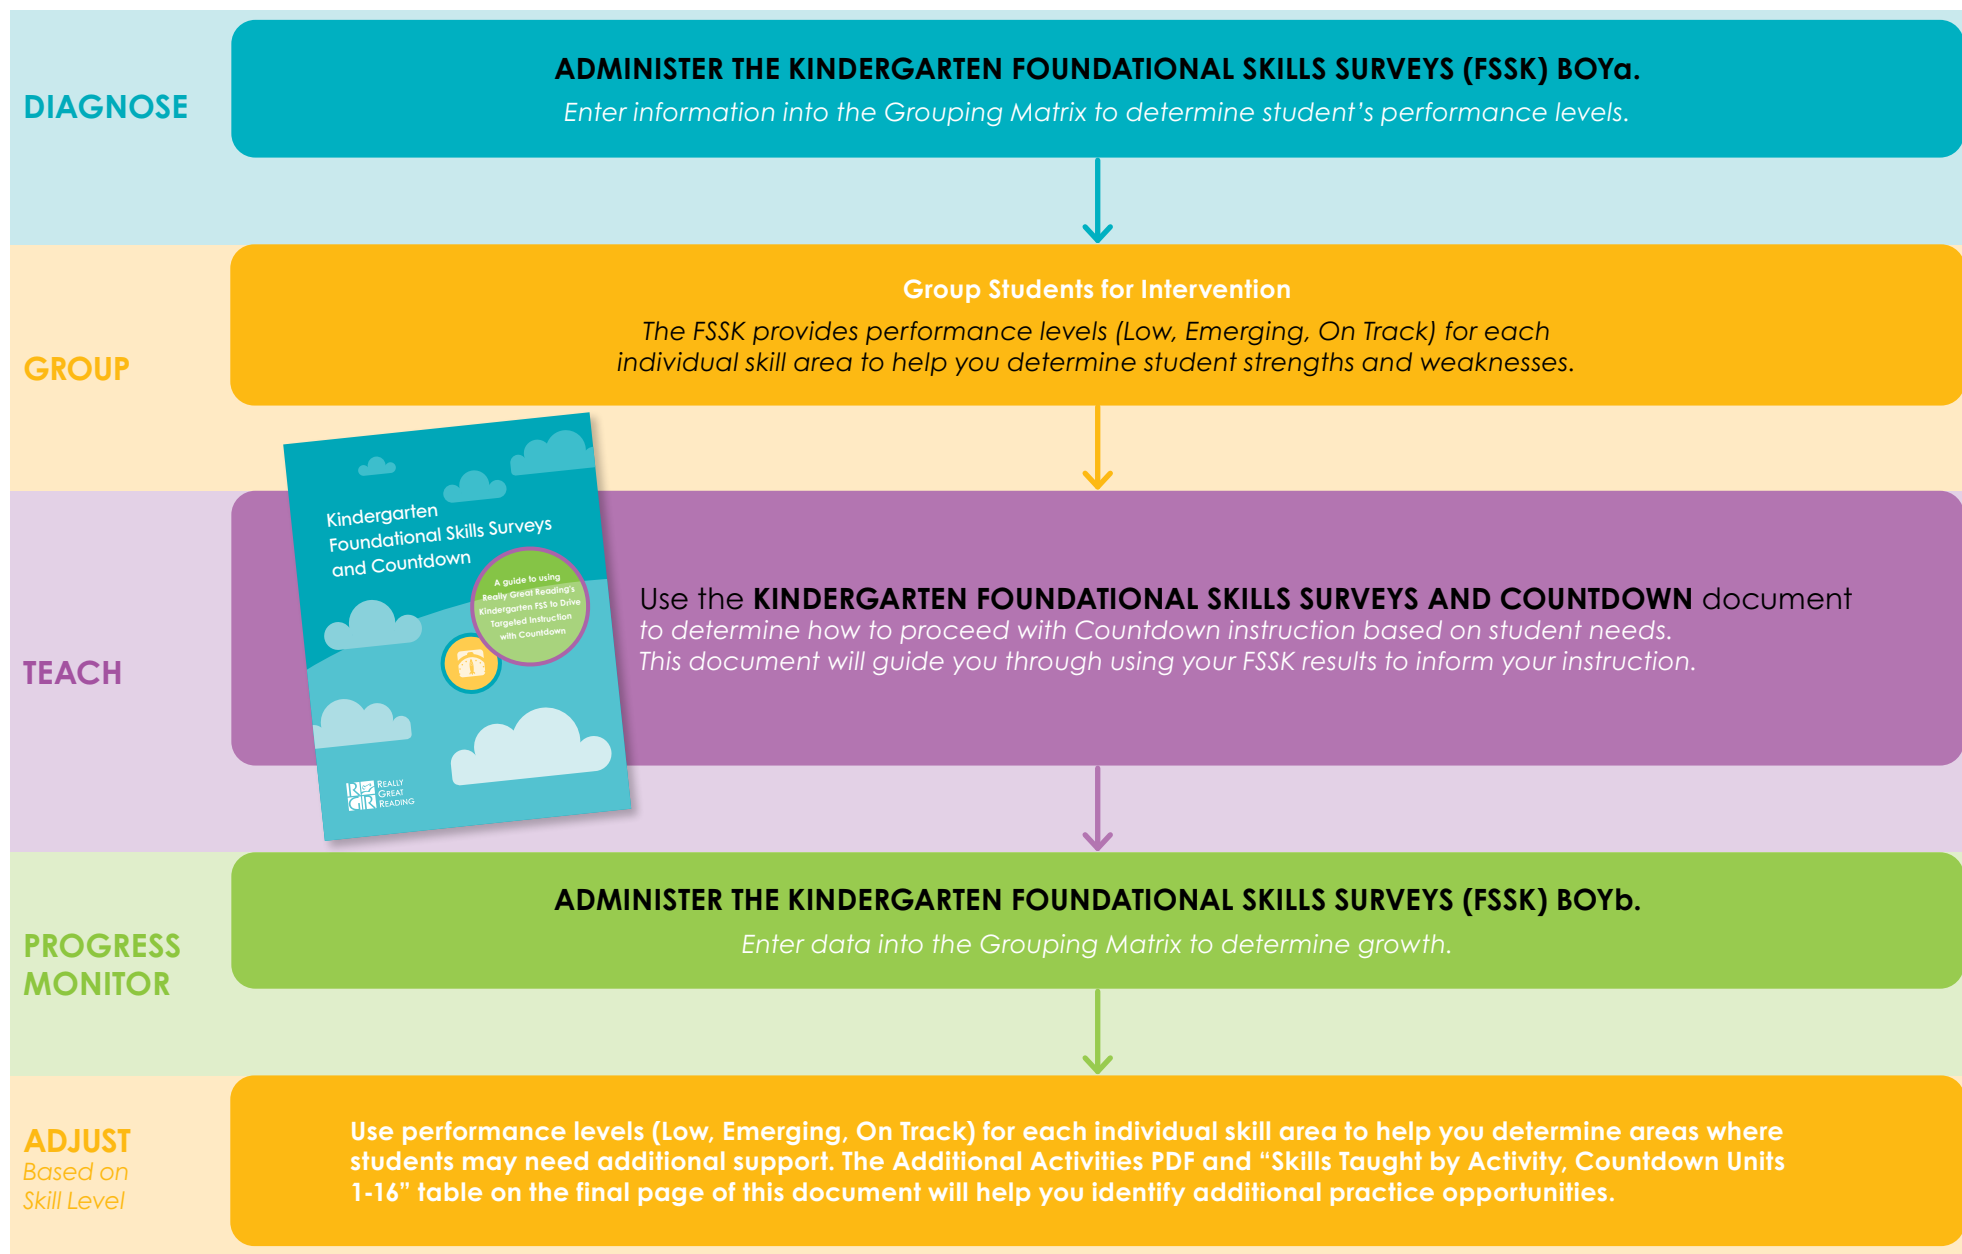 DIAGNOSE
ADMINISTER THE KINDERGARTEN FOUNDATIONAL SKILLS SURVEYS (FSSK) BOYa.
Enter information into the Grouping Matrix to determine student’s performance levels.
GROUP
Group Students for Intervention
The FSSK provides performance levels (Low, Emerging, On Track) for each
individual skill area to help you determine student strengths and weaknesses.
TEACH
Kindergarten
Foundational Skills Surveys
and Countdown
A guide to using
Really Great Reading's
Kindergarten FSS to Drive
Targeted Instruction
with Countdown
RGR
REALLY
GREAT
READING
Use the KINDERGARTEN FOUNDATIONAL SKILLS SURVEYS AND COUNTDOWN document
to determine how to proceed with Countdown instruction based on student needs.
This document will guide you through using your FSSK results to inform your instruction.
PROGRESS
MONITOR
ADMINISTER THE KINDERGARTEN FOUNDATIONAL SKILLS SURVEYS (FSSK) BOYb.
Enter data into the Grouping Matrix to determine growth.
ADJUST
Based on
Skill Level
Use performance levels (Low, Emerging, On Track) for each individual skill area to help you determine areas where
students may need additional support. The Additional Activities PDF and “Skills Taught by Activity, Countdown Units
1-16” table on the final page of this document will help you identify additional practice opportunities.